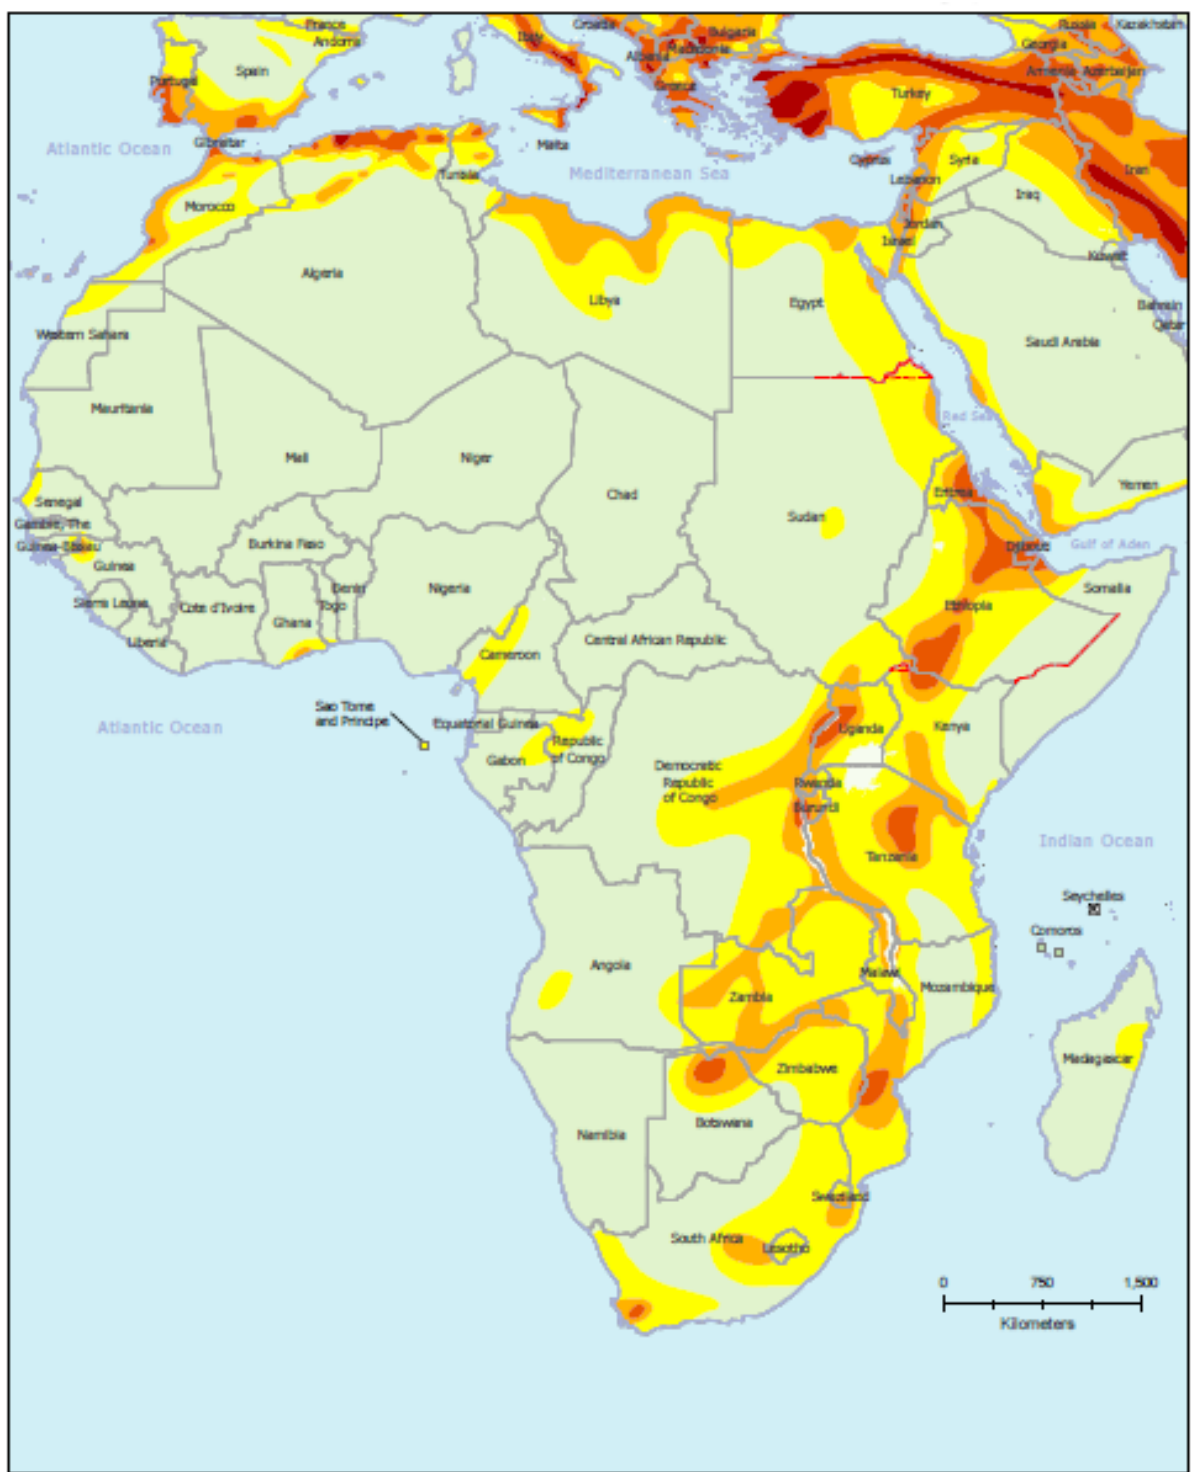 France
Croatia
Bulgaria
Russia
Kazakhstan
Andorra
Italy
Macedonia
Albania
Georgia
Spain
Portugal
Greece
Armenia
Azerbaijan
Turkey
Gibraltar
Atlantic Ocean
Malta
Mediterranean Sea
Cyprus
Syria
Iran
Tunisia
Lebanon
Iraq
Morocco
Jordan
Israel
Kuwait
Algeria
Libya
Egypt
Bahrain
Qatar
Western Sahara
Saudi Arabia
Mauritania
Red Sea
Mali
Niger
Chad
Eritrea
Yemen
Senegal
Gambia, The
Sudan
Guinea-Bissau
Burkina Faso
Djibouti
Gulf of Aden
Guinea
Benin
Nigeria
Somalia
Sierra Leone
Cote d'Ivoire
Togo
Ethiopia
Ghana
Liberia
Central African Republic
Cameroon
Sao Tome
and Principe
Atlantic Ocean
Equatorial Guinea
Uganda
Kenya
Gabon
Republic
of Congo
Democratic
Republic
of Congo
Rwanda
Burundi
Indian Ocean
Tanzania
Seychelles
Comoros
Angola
Malawi
Zambia
Mozambique
Madagascar
Zimbabwe
Namibia
Botswana
Swaziland
South Africa
Lesotho
0 750 1,500
Kilometers